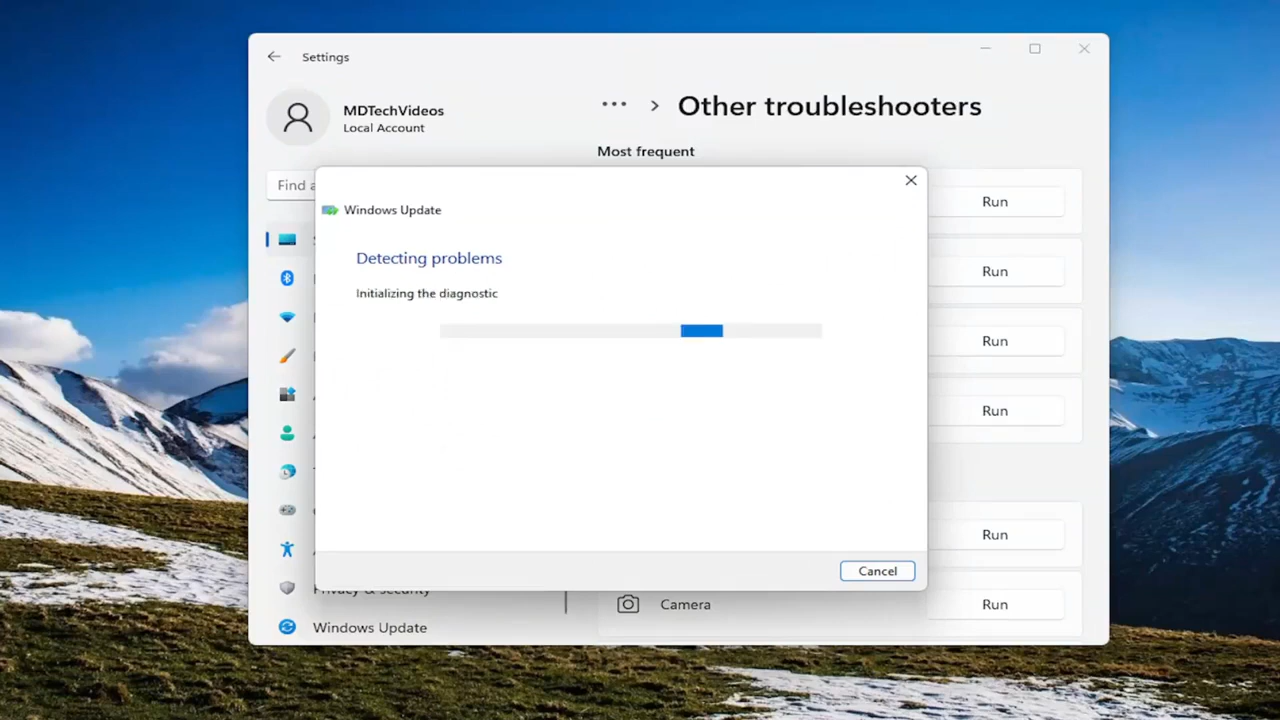 Settings
MDTechVideos
Local Account
Find a
Other troubleshooters
Most frequent
Run
Run
Run
Run
Run
Camera
Run
Windows Update
Detecting problems
Initializing the diagnostic
Cancel
Privacy & security
Windows Update